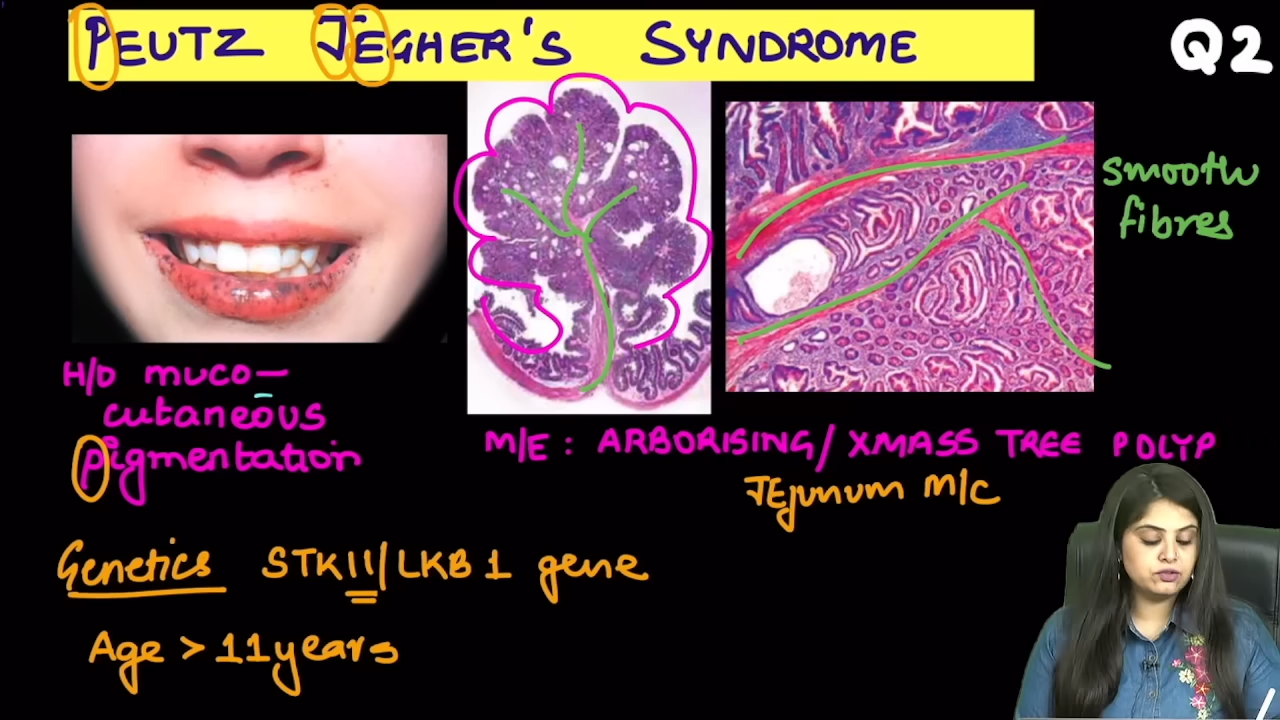 PEUTZ JEGHER'S SYNDROME
Q2
smooth
fibres
H/O muco-
cutaneous
pigmentation
M/E : ARBORISING/ XMASS TREE POLYP
JEjunum M/C
Genetics STK11/LKB1 gene
Age > 11 years